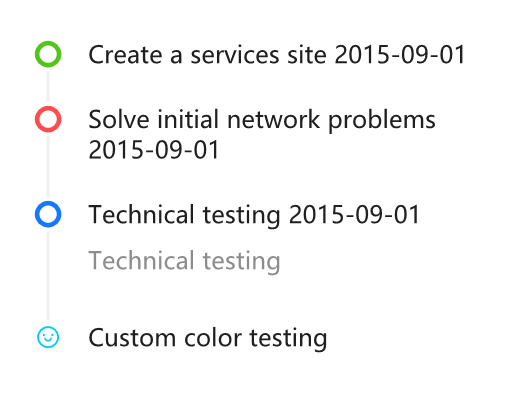 Create a services site 2015-09-01
Solve initial network problems
2015-09-01
Technical testing 2015-09-01
Technical testing
Custom color testing